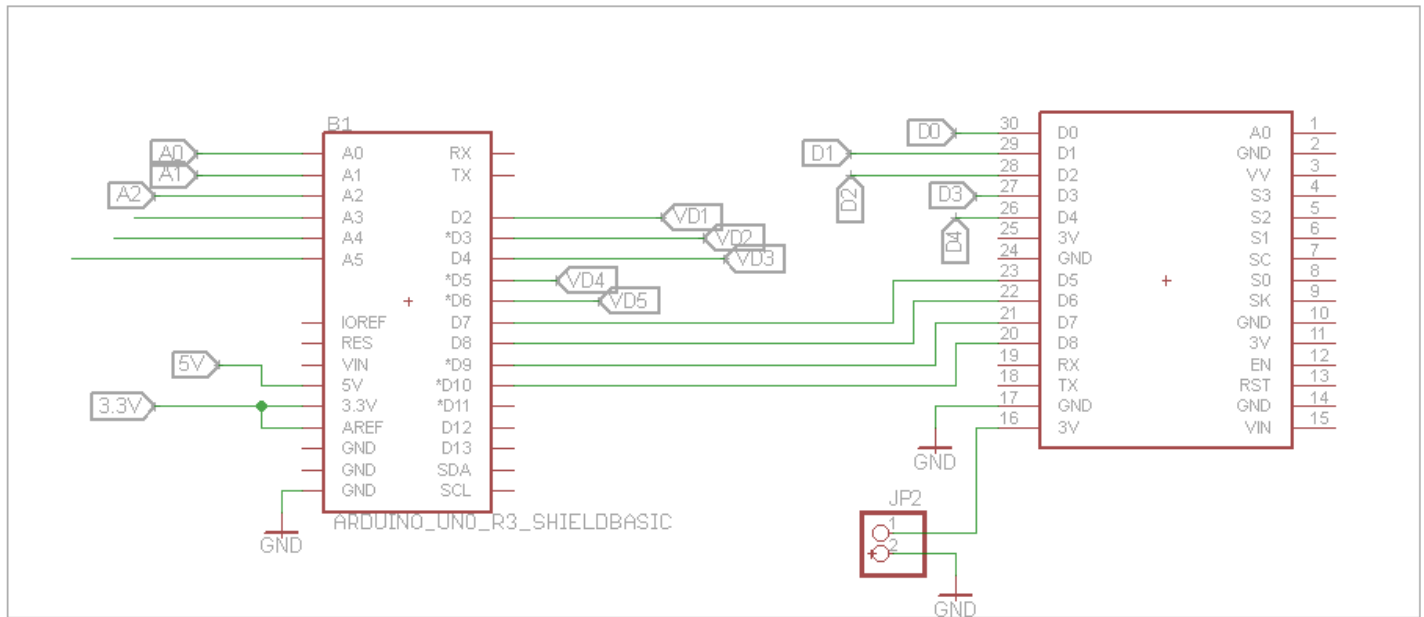 B1
A0
A1
A2
A0 RX
A1 TX
A2
A3 D2
A4 *D3
A5 D4
*D5
*D6
IOREF D7
RES D8
VIN *D9
5V *D10
3.3V *D11
AREF D12
GND D13
GND SDA
GND SCL
5V
3.3V
GND
ARDUINO_UNO_R3_SHIELDBASIC
VD1
VD2
VD3
VD4
VD5
D0
D1
D2
D3
D4
30 D0 A0 1
29 D1 GND 2
28 D2 VV 3
27 D3 S3 4
26 D4 S2 5
25 3V S1 6
24 GND SC 7
23 D5 S0 8
22 D6 SK 9
21 D7 GND 10
20 D8 3V 11
19 RX EN 12
18 TX RST 13
17 GND GND 14
16 3V VIN 15
GND
JP2
1
2
GND